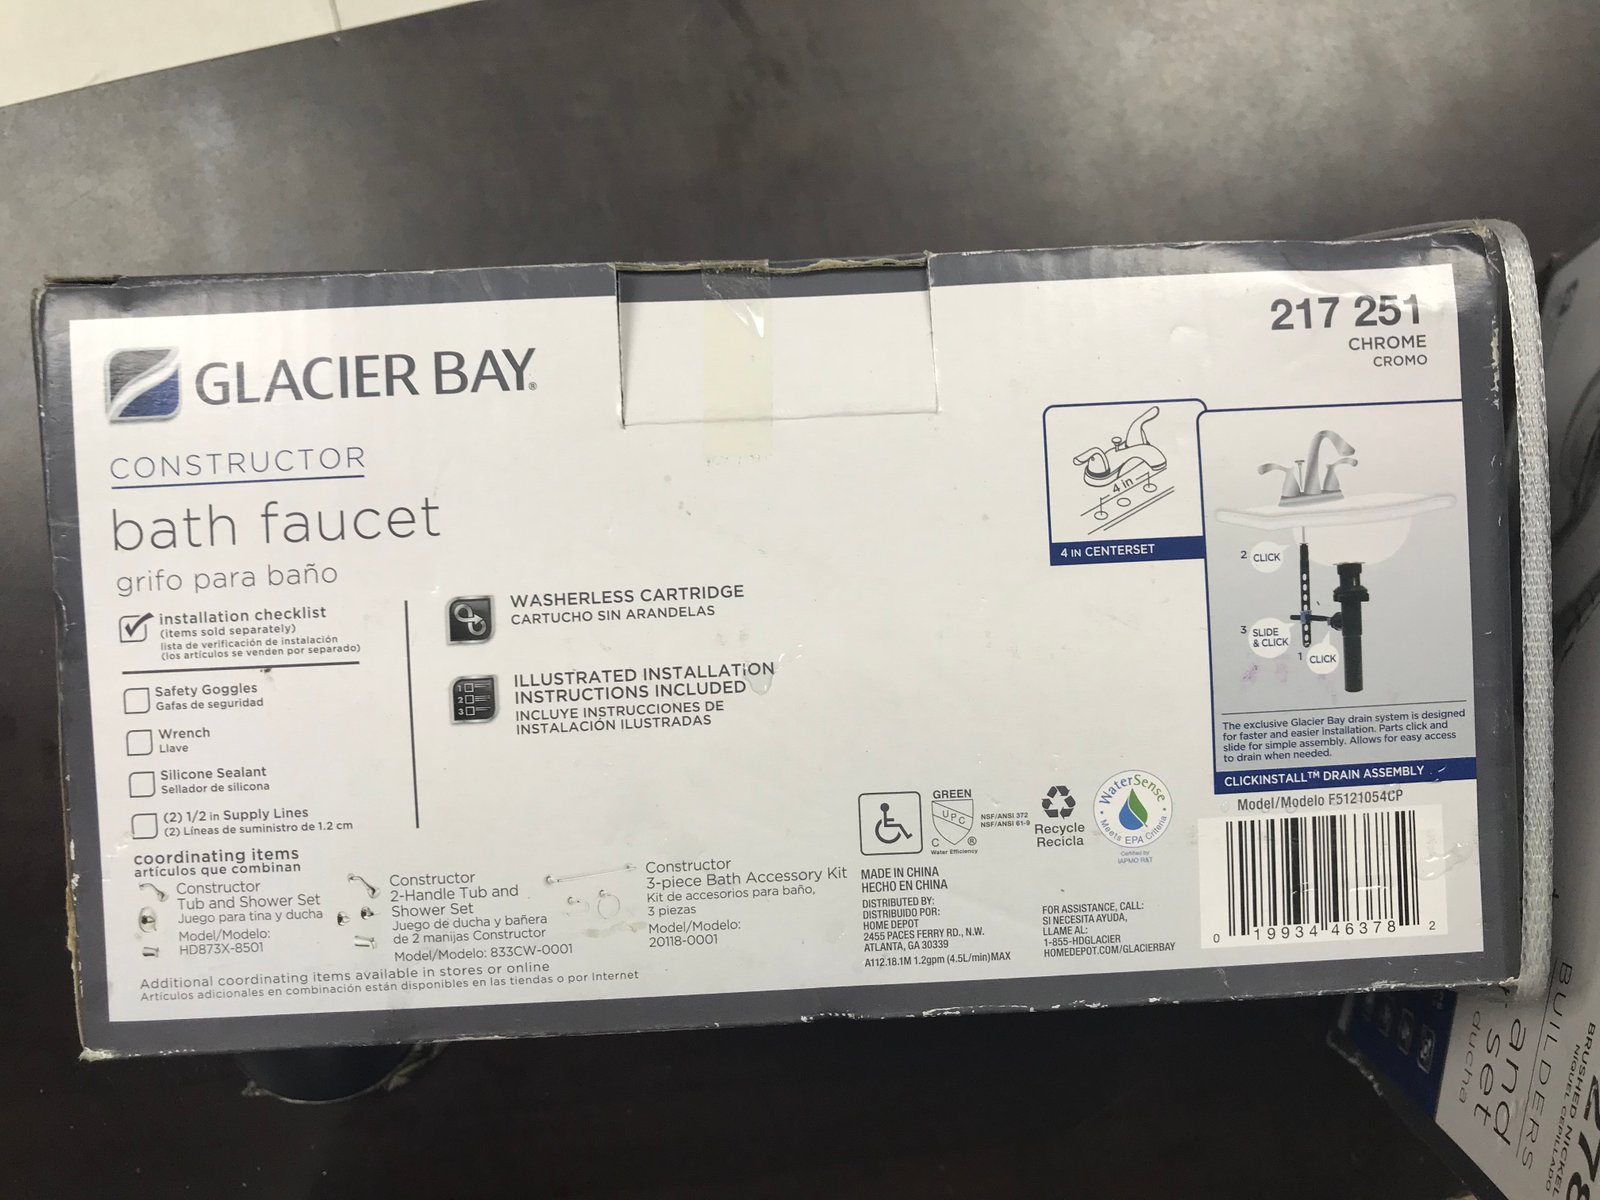 GLACIER BAY®
CONSTRUCTOR
bath faucet
grifo para baño
installation checklist
(items sold separately)
lista de verificación de instalación
(los artículos se venden por separado)
Safety Goggles
Gafas de seguridad
Wrench
Llave
Silicone Sealant
Sellador de silicona
(2) 1/2 in Supply Lines
(2) Líneas de suministro de 1.2 cm
WASHERLESS CARTRIDGE
CARTUCHO SIN ARANDELAS
1
2
3
ILLUSTRATED INSTALLATION
INSTRUCTIONS INCLUDED
INCLUYE INSTRUCCIONES DE
INSTALACIÓN ILUSTRADAS
217 251
CHROME
CROMO
4 in
4 IN CENTERSET
2 CLICK
3 SLIDE
& CLICK
1 CLICK
The exclusive Glacier Bay drain system is designed
for faster and easier installation. Parts click and
slide for simple assembly. Allows for easy access
to drain when needed.
CLICKINSTALL™ DRAIN ASSEMBLY
Model/Modelo F5121054CP
0 19934 46378 2
coordinating items
artículos que combinan
Constructor
Tub and Shower Set
Juego para tina y ducha
Model/Modelo:
HD873X-8501
Constructor
2-Handle Tub and
Shower Set
Juego de ducha y bañera
de 2 manijas Constructor
Model/Modelo: 833CW-0001
Constructor
3-piece Bath Accessory Kit
Kit de accesorios para baño,
3 piezas
Model/Modelo:
20118-0001
Additional coordinating items available in stores or online
Artículos adicionales en combinación están disponibles en las tiendas o por Internet
GREEN
UPC
C ®
Water Efficiency
NSF/ANSI 372
NSF/ANSI 61-9
Recycle
Recicla
WaterSense
Meets EPA Criteria
Certified by
IAPMO R&T
MADE IN CHINA
HECHO EN CHINA
DISTRIBUTED BY:
DISTRIBUIDO POR:
HOME DEPOT
2455 PACES FERRY RD., N.W.
ATLANTA, GA 30339
A112.18.1M 1.2gpm (4.5L/min)MAX
FOR ASSISTANCE, CALL:
SI NECESITA AYUDA,
LLAME AL:
1-855-HDGLACIER
HOMEDEPOT.COM/GLACIERBAY
BUILDERS
and
set
ducha
BRUSHED NICKEL
NÍQUEL CEPILLADO